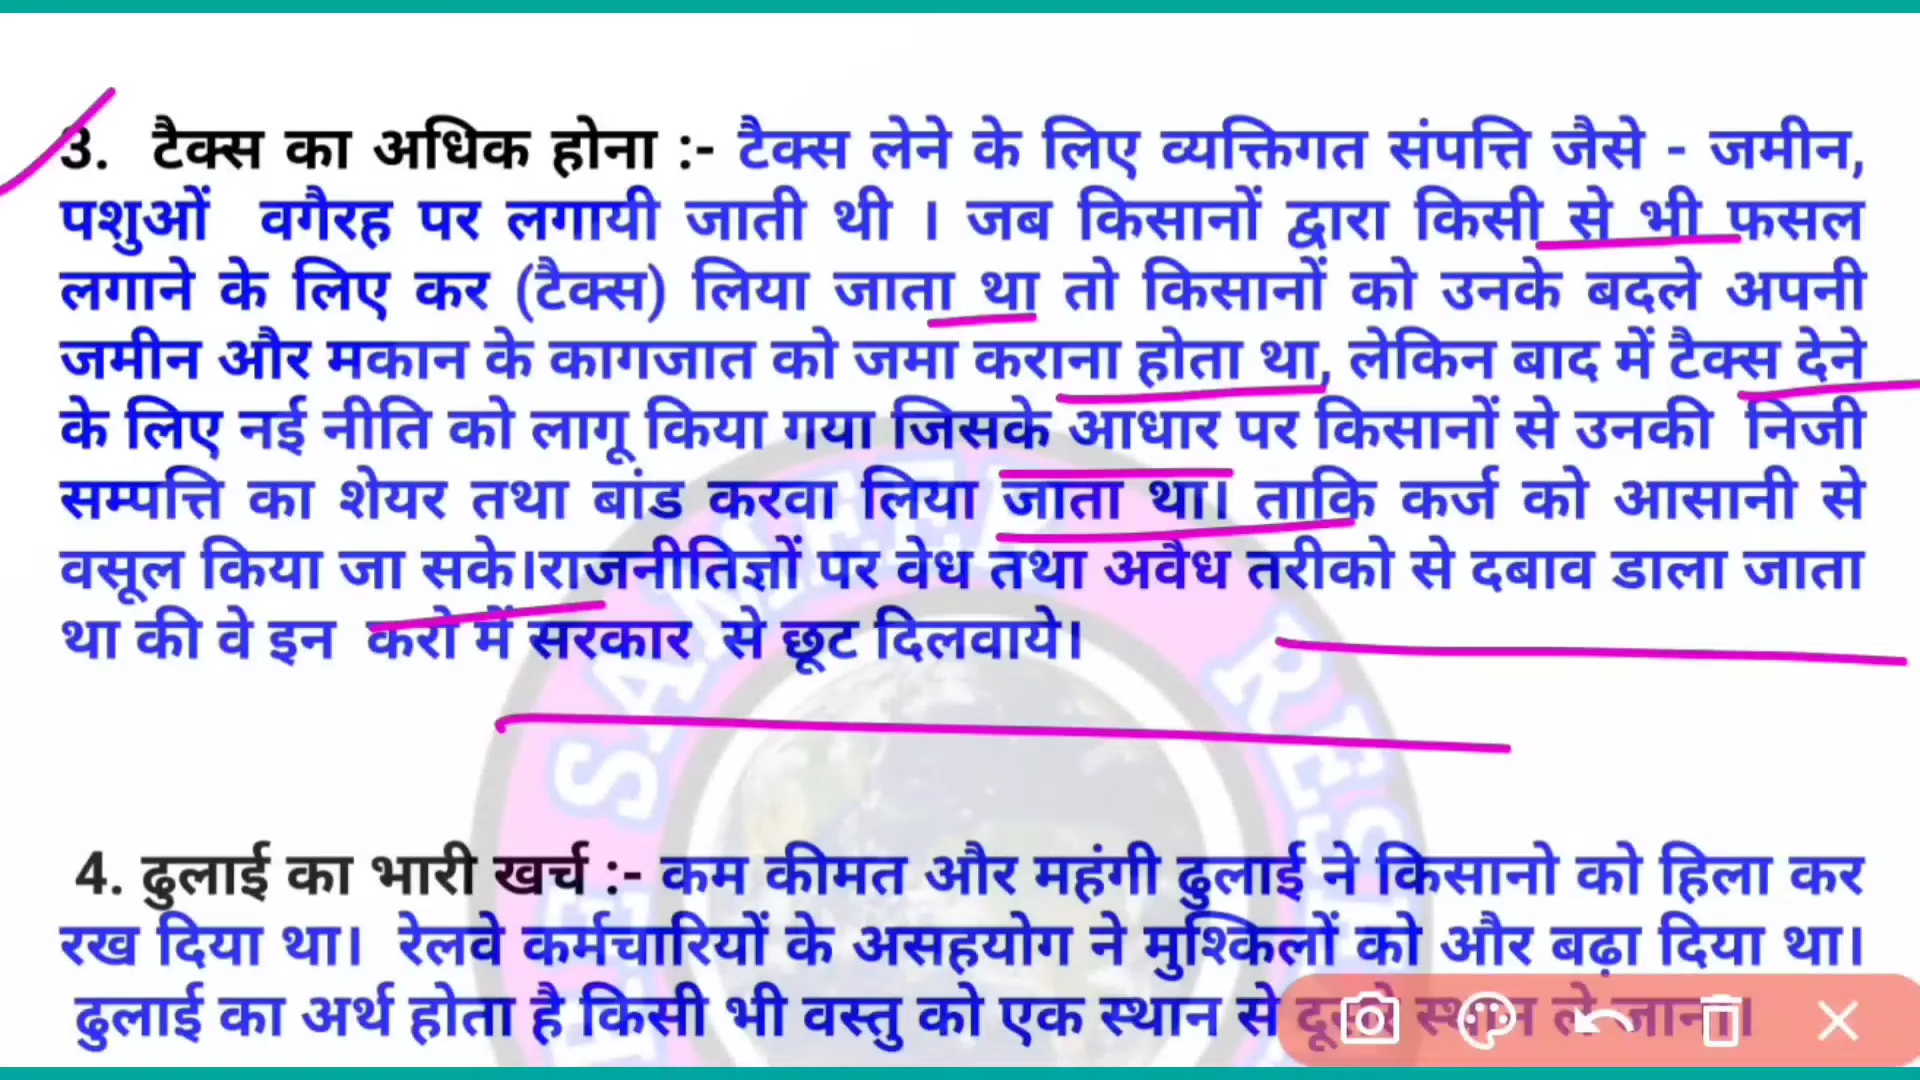 3. टैक्स का अधिक होना :- टैक्स लेने के लिए व्यक्तिगत संपत्ति जैसे - जमीन,
पशुओं वगैरह पर लगायी जाती थी । जब किसानों द्वारा किसी से भी फसल
लगाने के लिए कर (टैक्स) लिया जाता था तो किसानों को उनके बदले अपनी
जमीन और मकान के कागजात को जमा कराना होता था, लेकिन बाद में टैक्स देने
के लिए नई नीति को लागू किया गया जिसके आधार पर किसानों से उनकी निजी
सम्पत्ति का शेयर तथा बांड करवा लिया जाता था। ताकि कर्ज को आसानी से
वसूल किया जा सके।राजनीतिज्ञों पर वेध तथा अवैध तरीको से दबाव डाला जाता
था की वे इन करो में सरकार से छूट दिलवाये।
4. ढुलाई का भारी खर्च :- कम कीमत और महंगी ढुलाई ने किसानो को हिला कर
रख दिया था। रेलवे कर्मचारियों के असहयोग ने मुश्किलों को और बढ़ा दिया था।
ढुलाई का अर्थ होता है किसी भी वस्तु को एक स्थान से दूसरे स्थान ले जाना।